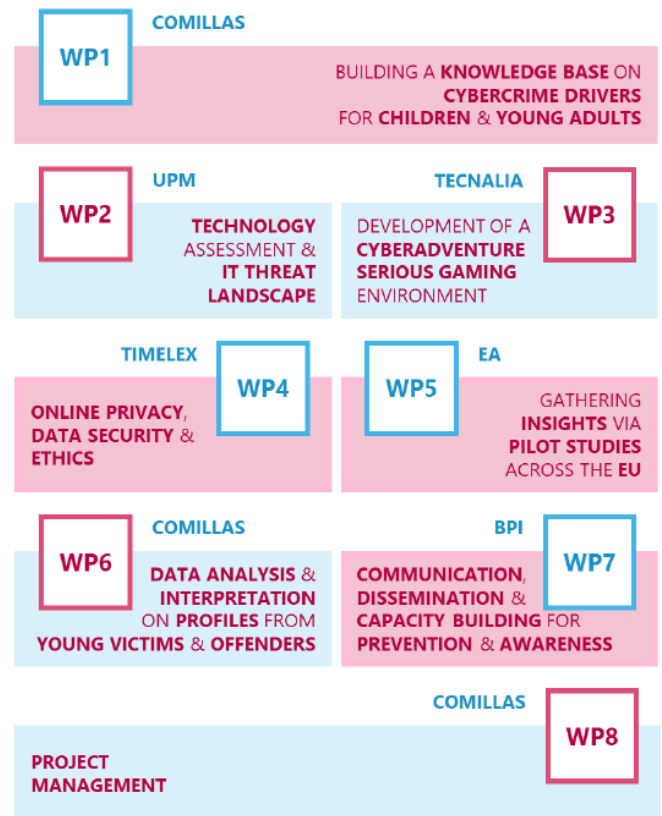 COMILLAS
WP1
BUILDING A KNOWLEDGE BASE ON
CYBERCRIME DRIVERS
FOR CHILDREN & YOUNG ADULTS
UPM
WP2
TECHNOLOGY
ASSESSMENT &
IT THREAT
LANDSCAPE
TECNALIA
WP3
DEVELOPMENT OF A
CYBERADVENTURE
SERIOUS GAMING
ENVIRONMENT
TIMELEX
WP4
ONLINE PRIVACY,
DATA SECURITY &
ETHICS
EA
WP5
GATHERING
INSIGHTS VIA
PILOT STUDIES
ACROSS THE EU
COMILLAS
WP6
DATA ANALYSIS &
INTERPRETATION
ON PROFILES FROM
YOUNG VICTIMS & OFFENDERS
BPI
WP7
COMMUNICATION,
DISSEMINATION &
CAPACITY BUILDING FOR
PREVENTION & AWARENESS
COMILLAS
WP8
PROJECT
MANAGEMENT